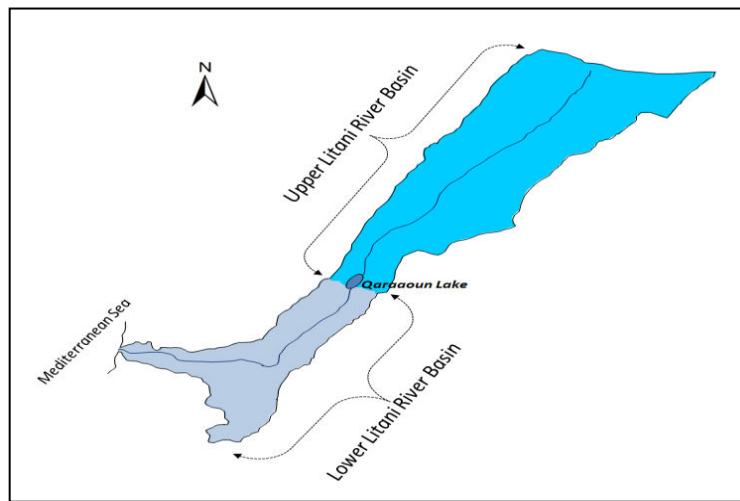 N
Upper Litani River Basin
Qaraaoun Lake
Mediterranean Sea
Lower Litani River Basin